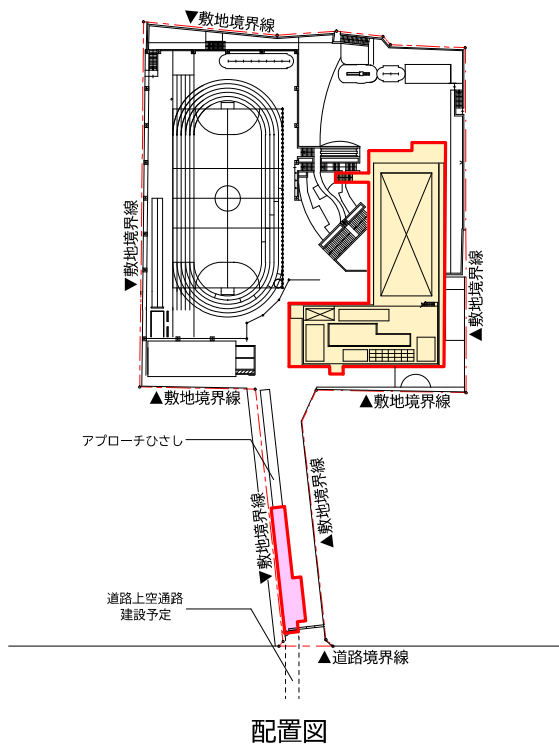 ▼敷地境界線
▼敷地境界線
▲敷地境界線
▲敷地境界線
▲敷地境界線
アプローチひさし
▼敷地境界線
▲敷地境界線
道路上空通路
建設予定
▲道路境界線
配置図